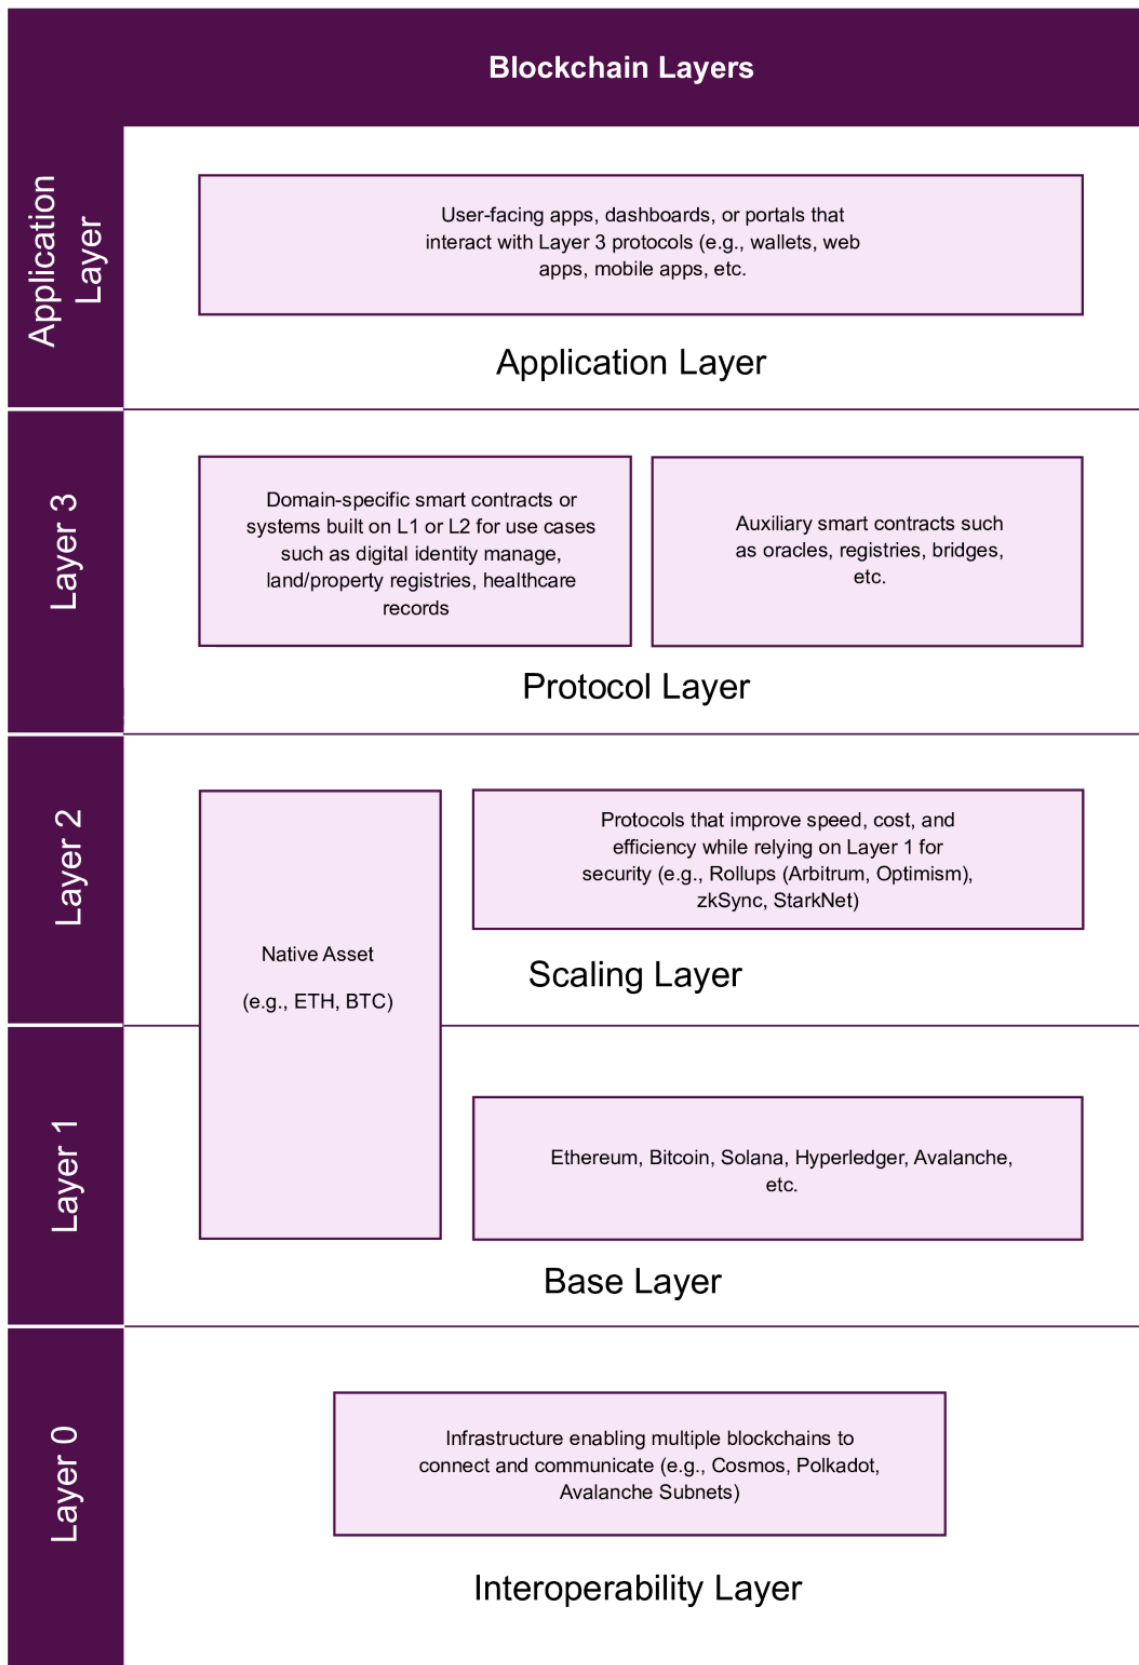 Blockchain Layers
Application
Layer
User-facing apps, dashboards, or portals that
interact with Layer 3 protocols (e.g., wallets, web
apps, mobile apps, etc.
Application Layer
Layer 3
Domain-specific smart contracts or
systems built on L1 or L2 for use cases
such as digital identity manage,
land/property registries, healthcare
records
Auxiliary smart contracts such
as oracles, registries, bridges,
etc.
Protocol Layer
Layer 2
Native Asset
(e.g., ETH, BTC)
Protocols that improve speed, cost, and
efficiency while relying on Layer 1 for
security (e.g., Rollups (Arbitrum, Optimism),
zkSync, StarkNet)
Scaling Layer
Layer 1
Ethereum, Bitcoin, Solana, Hyperledger, Avalanche,
etc.
Base Layer
Layer 0
Infrastructure enabling multiple blockchains to
connect and communicate (e.g., Cosmos, Polkadot,
Avalanche Subnets)
Interoperability Layer